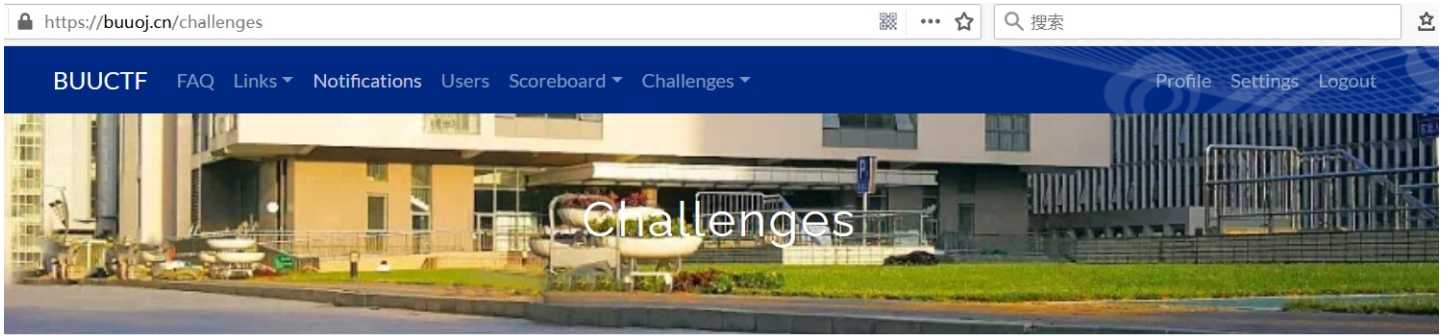 https://buuoj.cn/challenges 搜索
BUUCTF FAQ Links Notifications Users Scoreboard Challenges Profile Settings Logout
Challenges